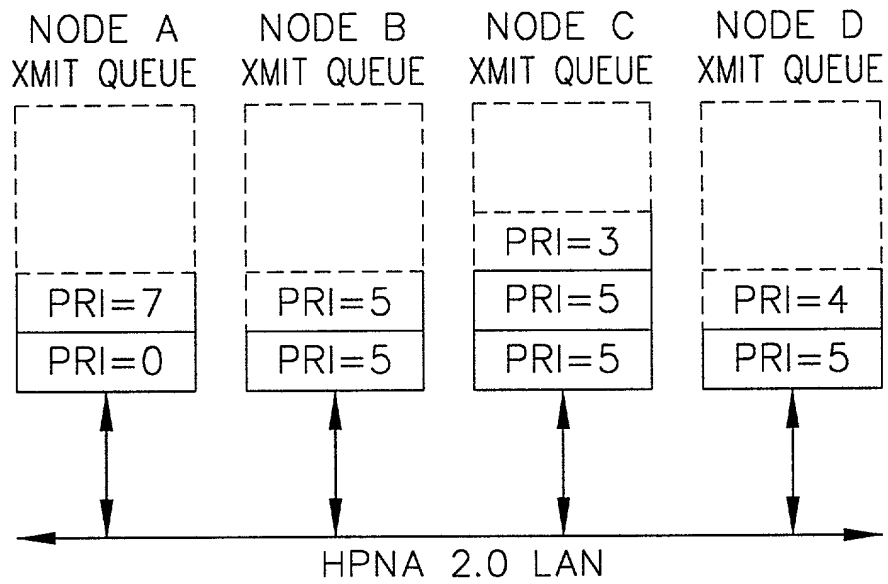 NODE A
XMIT QUEUE
PRI=7
PRI=0
NODE B
XMIT QUEUE
PRI=5
PRI=5
NODE C
XMIT QUEUE
PRI=3
PRI=5
PRI=5
NODE D
XMIT QUEUE
PRI=4
PRI=5
HPNA 2.0 LAN